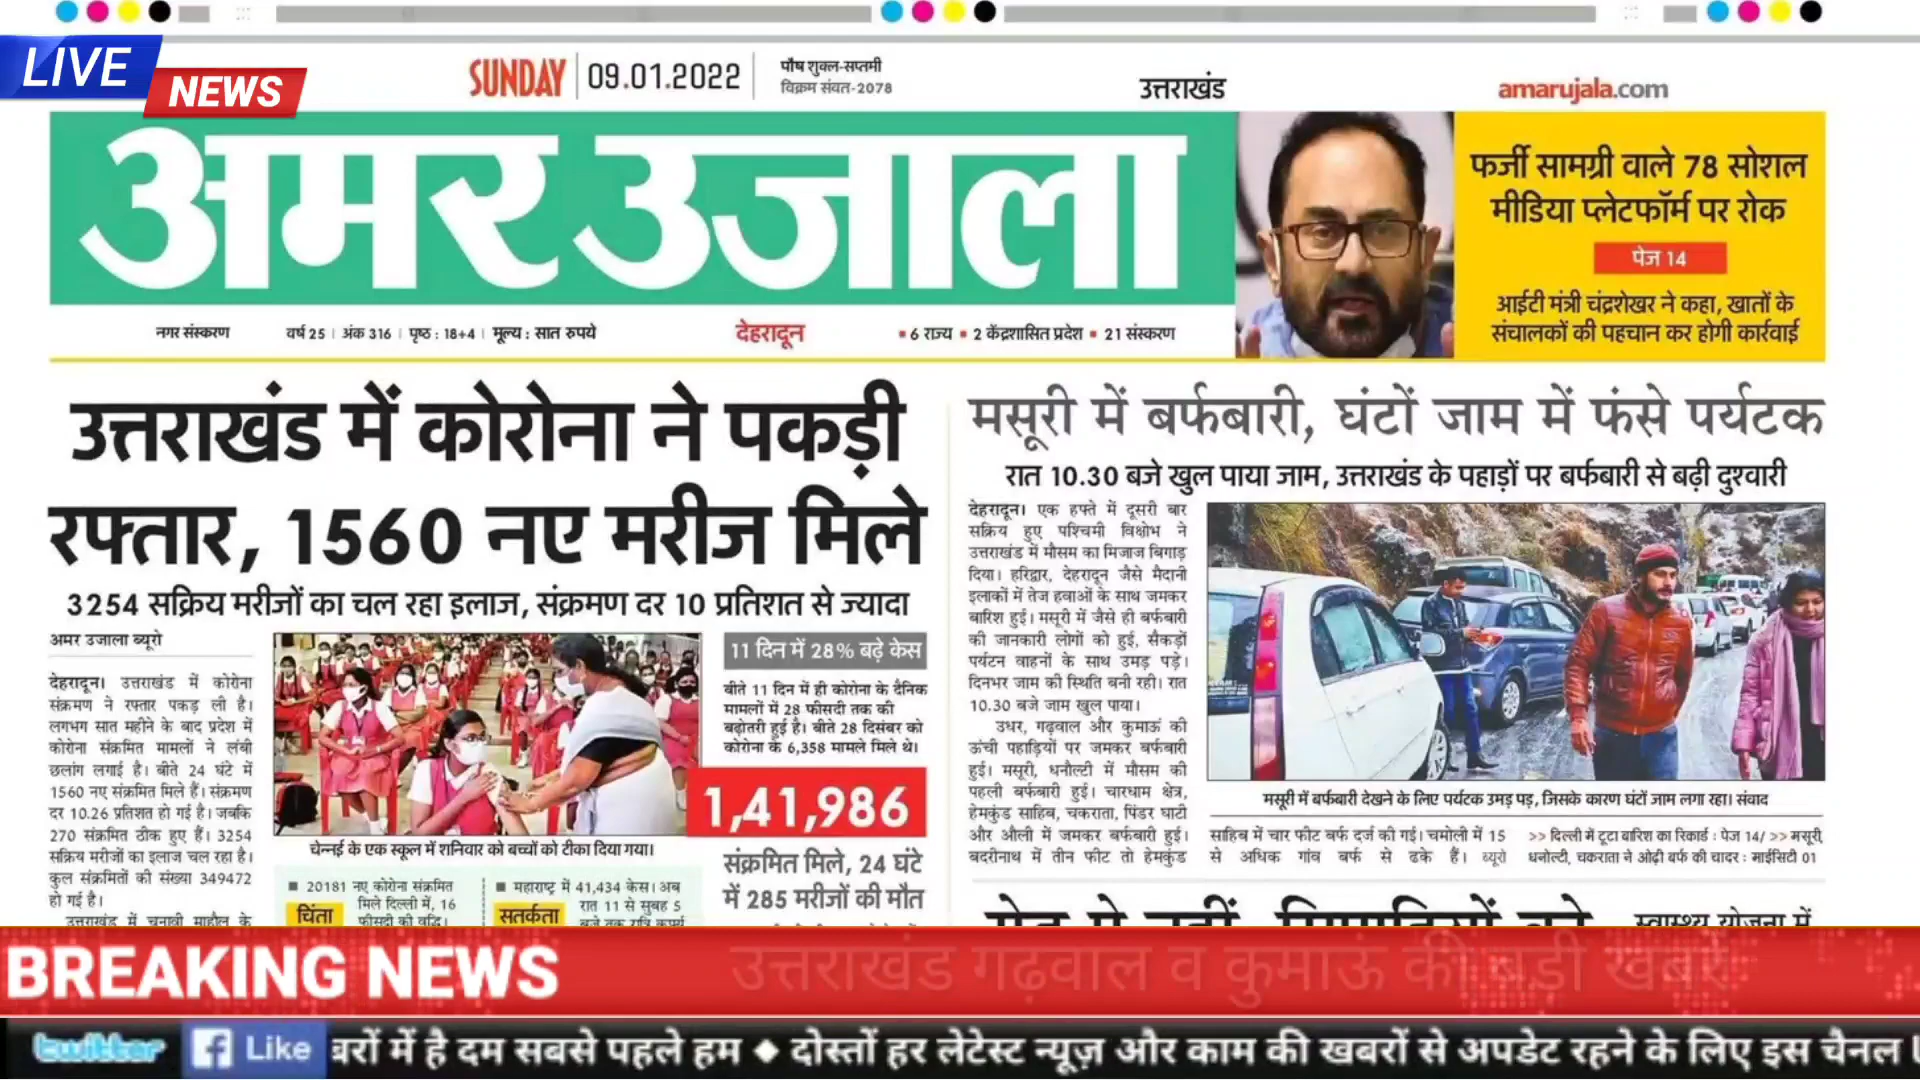 LIVE
NEWS
SUNDAY
09.01.2022
पौष शुक्ल-सप्तमी
विक्रम संवत-2078
उत्तराखंड
amarujala.com
अमर उजाला
फर्जी सामग्री वाले 78 सोशल
मीडिया प्लेटफॉर्म पर रोक
पेज 14
आईटी मंत्री चंद्रशेखर ने कहा, खातों के
संचालकों की पहचान कर होगी कार्रवाई
नगर संस्करण
वर्ष 25 | अंक 316 | पृष्ठ : 18+4 | मूल्य : सात रुपये
देहरादून
▪ 6 राज्य ▪ 2 केंद्रशासित प्रदेश ▪ 21 संस्करण
उत्तराखंड में कोरोना ने पकड़ी
रफ्तार, 1560 नए मरीज मिले
3254 सक्रिय मरीजों का चल रहा इलाज, संक्रमण दर 10 प्रतिशत से ज्यादा
अमर उजाला ब्यूरो
देहरादून। उत्तराखंड में कोरोना
संक्रमण ने रफ्तार पकड़ ली है।
लगभग सात महीने के बाद प्रदेश में
कोरोना संक्रमित मामलों ने लंबी
छलांग लगाई है। बीते 24 घंटे में
1560 नए संक्रमित मिले हैं। संक्रमण
दर 10.26 प्रतिशत हो गई है। जबकि
270 संक्रमित ठीक हुए हैं। 3254
सक्रिय मरीजों का इलाज चल रहा है।
कुल संक्रमितों की संख्या 349472
हो गई है।
उत्तराखंड में चुनावी माहौल के
चेन्नई के एक स्कूल में शनिवार को बच्चों को टीका दिया गया।
■ 20181 नए कोरोना संक्रमित
मिले दिल्ली में, 16
चिंता
फीसदी की वृद्धि।
■ महाराष्ट्र में 41,434 केस। अब
रात 11 से सुबह 5
सतर्कता
बजे तक रात्रि कर्फ्यू
11 दिन में 28% बढ़े केस
बीते 11 दिन में ही कोरोना के दैनिक
मामलों में 28 फीसदी तक की
बढ़ोतरी हुई है। बीते 28 दिसंबर को
कोरोना के 6,358 मामले मिले थे।
1,41,986
संक्रमित मिले, 24 घंटे
में 285 मरीजों की मौत
मसूरी में बर्फबारी, घंटों जाम में फंसे पर्यटक
रात 10.30 बजे खुल पाया जाम, उत्तराखंड के पहाड़ों पर बर्फबारी से बढ़ी दुश्वारी
देहरादून। एक हफ्ते में दूसरी बार
सक्रिय हुए पश्चिमी विक्षोभ ने
उत्तराखंड में मौसम का मिजाज बिगाड़
दिया। हरिद्वार, देहरादून जैसे मैदानी
इलाकों में तेज हवाओं के साथ जमकर
बारिश हुई। मसूरी में जैसे ही बर्फबारी
की जानकारी लोगों को हुई, सैकड़ों
पर्यटन वाहनों के साथ उमड़ पड़े।
दिनभर जाम की स्थिति बनी रही। रात
10.30 बजे जाम खुल पाया।
उधर, गढ़वाल और कुमाऊं की
ऊंची पहाड़ियों पर जमकर बर्फबारी
हुई। मसूरी, धनौल्टी में मौसम की
पहली बर्फबारी हुई। चारधाम क्षेत्र,
हेमकुंड साहिब, चकराता, पिंडर घाटी
और औली में जमकर बर्फबारी हुई।
बदरीनाथ में तीन फीट तो हेमकुंड
मसूरी में बर्फबारी देखने के लिए पर्यटक उमड़ पड़े, जिसके कारण घंटों जाम लगा रहा। संवाद
साहिब में चार फीट बर्फ दर्ज की गई। चमोली में 15
से अधिक गांव बर्फ से ढके हैं। ब्यूरो
>> दिल्ली में टूटा बारिश का रिकार्ड : पेज 14/ >> मसूरी,
धनोल्टी, चकराता ने ओढ़ी बर्फ की चादर : माईसिटी 01
स्वास्थ्य योजना में
BREAKING NEWS
उत्तराखंड गढ़वाल व कुमाऊं की बड़ी खबरें
twitter
f Like
बरों में है दम सबसे पहले हम ◆ दोस्तों हर लेटेस्ट न्यूज़ और काम की खबरों से अपडेट रहने के लिए इस चैनल